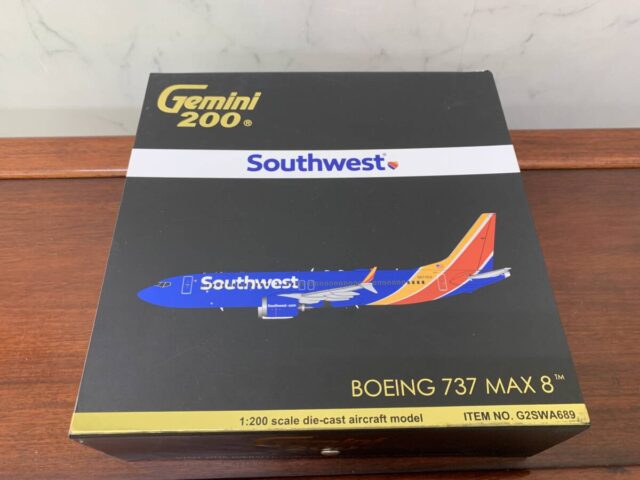 Gemini
200®
Southwest
Southwest
BOEING 737 MAX 8™
1:200 scale die-cast aircraft model
ITEM NO. G2SWA689